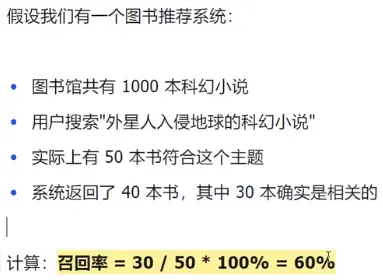 假设我们有一个图书推荐系统：
• 图书馆共有 1000 本科幻小说
• 用户搜索"外星人入侵地球的科幻小说"
• 实际上有 50 本书符合这个主题
• 系统返回了 40 本书，其中 30 本确实是相关的
计算：召回率 = 30 / 50 * 100% = 60%